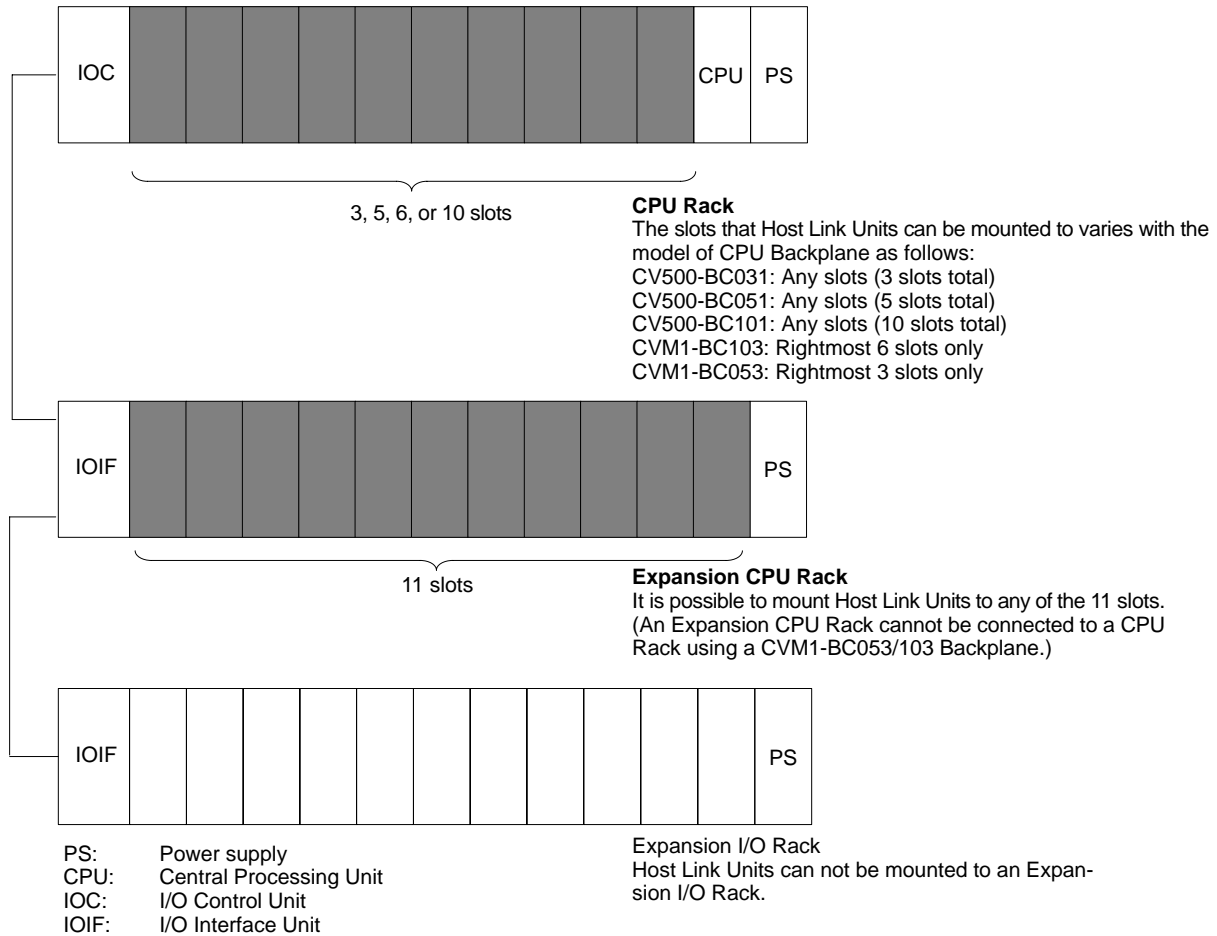 IOC CPU PS
3, 5, 6, or 10 slots
CPU Rack
The slots that Host Link Units can be mounted to varies with the
model of CPU Backplane as follows:
CV500-BC031: Any slots (3 slots total)
CV500-BC051: Any slots (5 slots total)
CV500-BC101: Any slots (10 slots total)
CVM1-BC103: Rightmost 6 slots only
CVM1-BC053: Rightmost 3 slots only
IOIF PS
11 slots
Expansion CPU Rack
It is possible to mount Host Link Units to any of the 11 slots.
(An Expansion CPU Rack cannot be connected to a CPU
Rack using a CVM1-BC053/103 Backplane.)
IOIF PS
PS: Power supply
CPU: Central Processing Unit
IOC: I/O Control Unit
IOIF: I/O Interface Unit
Expansion I/O Rack
Host Link Units can not be mounted to an Expan-
sion I/O Rack.